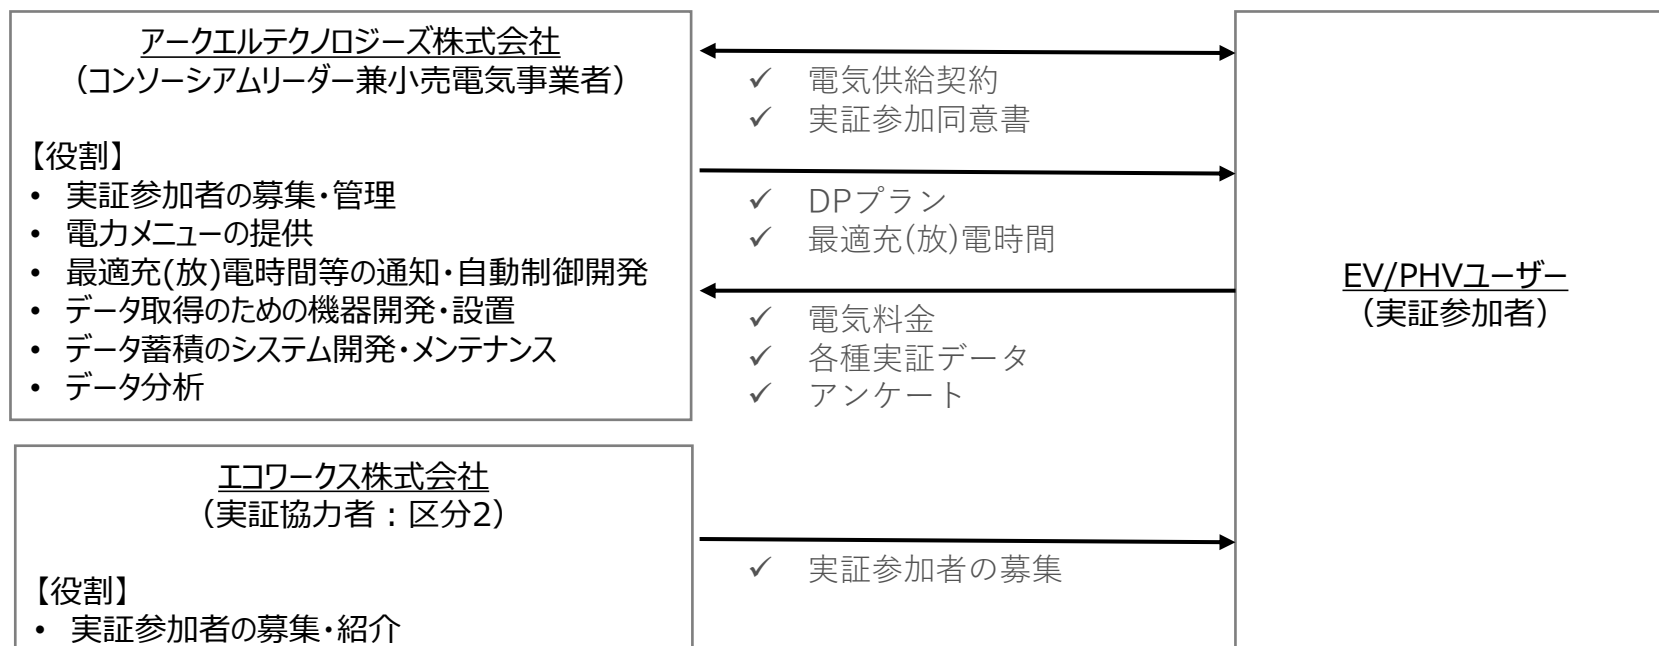 アークエルテクノロジーズ株式会社
（コンソーシアムリーダー兼小売電気事業者）
【役割】
• 実証参加者の募集・管理
• 電力メニューの提供
• 最適充(放)電時間等の通知・自動制御開発
• データ取得のための機器開発・設置
• データ蓄積のシステム開発・メンテナンス
• データ分析
✓ 電気供給契約
✓ 実証参加同意書
✓ DPプラン
✓ 最適充(放)電時間
✓ 電気料金
✓ 各種実証データ
✓ アンケート
EV/PHVユーザー
（実証参加者）
エコワークス株式会社
（実証協力者：区分2）
【役割】
• 実証参加者の募集・紹介
✓ 実証参加者の募集